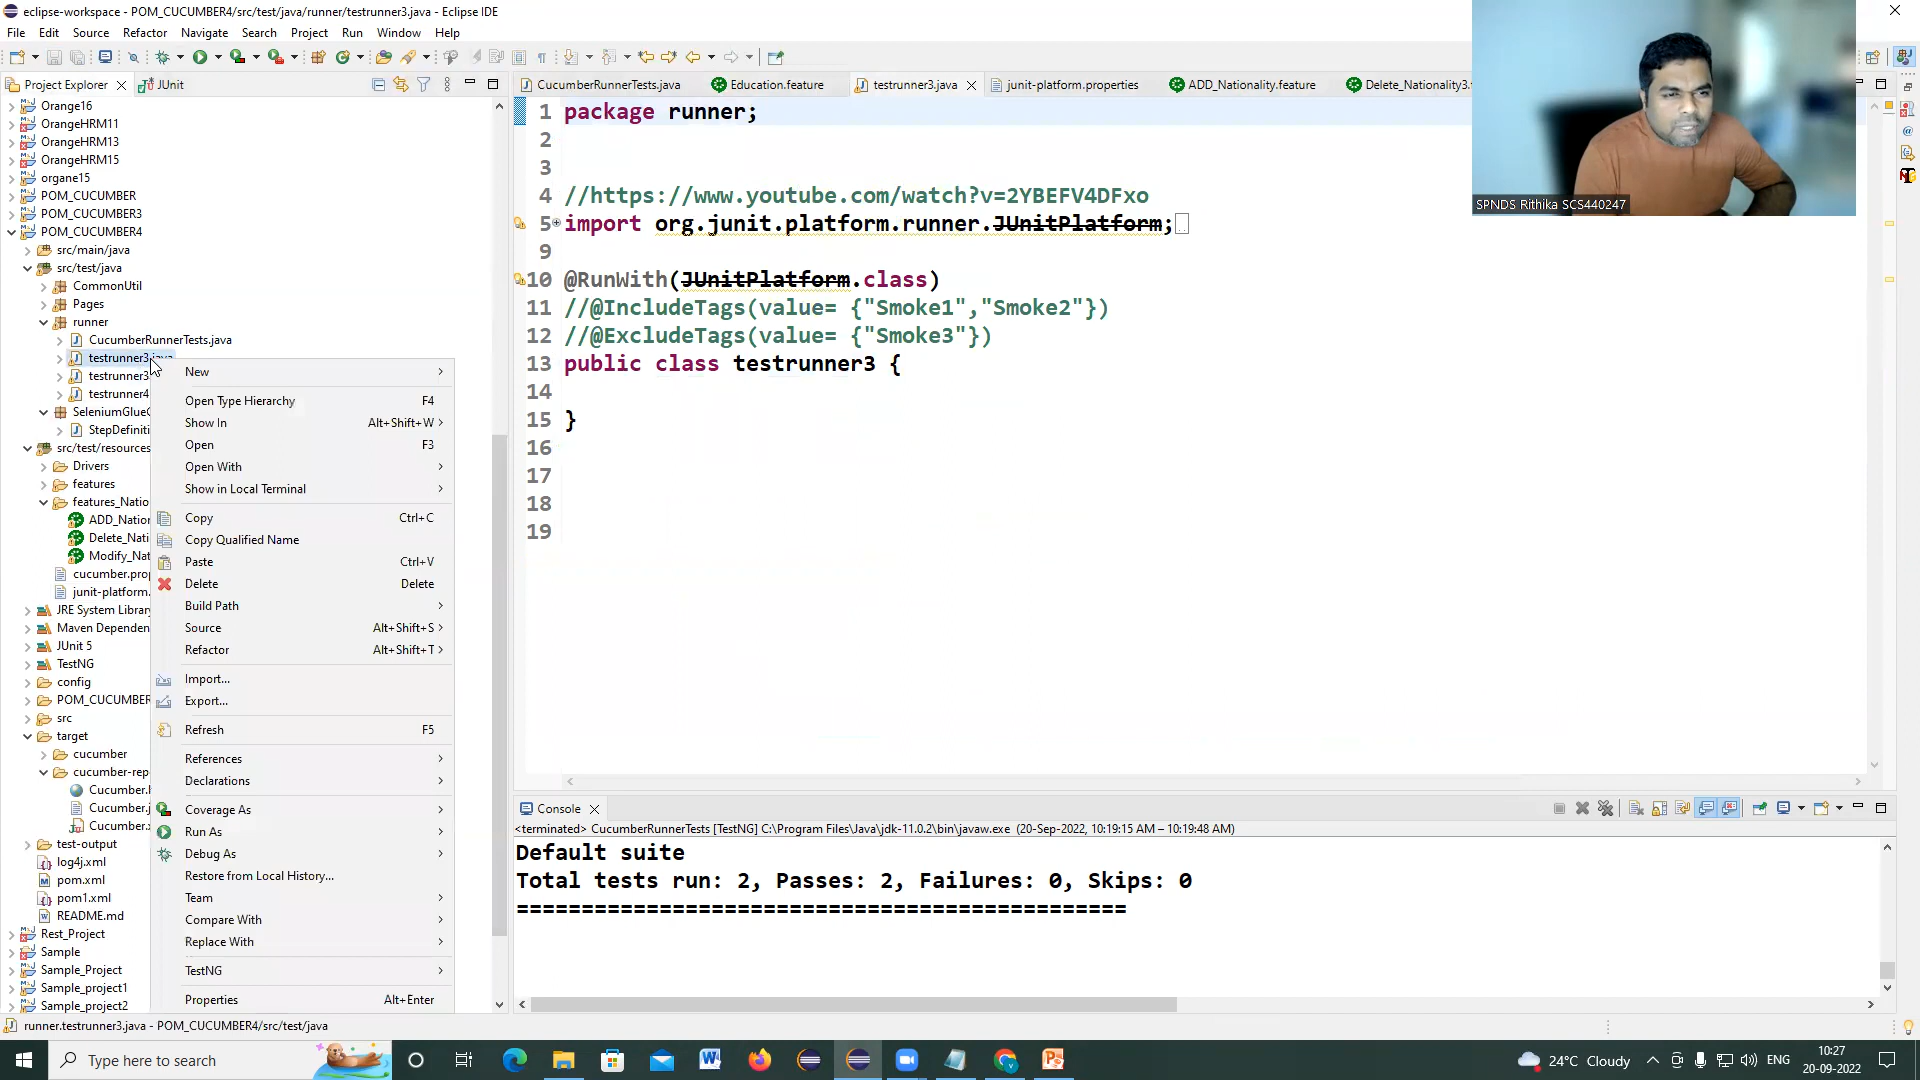 eclipse-workspace - POM_CUCUMBER4/src/test/java/runner/testrunner3.java - Eclipse IDE
File Edit Source Refactor Navigate Search Project Run Window Help
Project Explorer
JUnit
Orange16
OrangeHRM11
OrangeHRM13
OrangeHRM15
organe15
POM_CUCUMBER
POM_CUCUMBER3
POM_CUCUMBER4
src/main/java
src/test/java
CommonUtil
Pages
runner
CucumberRunnerTests.java
testrunner3.java
testrunner3
testrunner4
SeleniumGlueC
StepDefiniti
src/test/resources
Drivers
features
features_Natio
ADD_Nation
Delete_Nati
Modify_Nat
cucumber.prop
junit-platform.
JRE System Library
Maven Dependen
JUnit 5
TestNG
config
POM_CUCUMBER
src
target
cucumber
cucumber-rep
Cucumber.
Cucumber.j
Cucumber.x
test-output
log4j.xml
pom.xml
pom1.xml
README.md
Rest_Project
Sample
Sample_Project
Sample_project1
Sample_project2
New
Open Type Hierarchy F4
Show In Alt+Shift+W
Open F3
Open With
Show in Local Terminal
Copy Ctrl+C
Copy Qualified Name
Paste Ctrl+V
Delete Delete
Build Path
Source Alt+Shift+S
Refactor Alt+Shift+T
Import...
Export...
Refresh F5
References
Declarations
Coverage As
Run As
Debug As
Restore from Local History...
Team
Compare With
Replace With
TestNG
Properties Alt+Enter
CucumberRunnerTests.java Education.feature testrunner3.java junit-platform.properties ADD_Nationality.feature Delete_Nationality3.
1 package runner;
2
3
4 //https://www.youtube.com/watch?v=2YBEFV4DFxo
5 import org.junit.platform.runner.JUnitPlatform;
9
10 @RunWith(JUnitPlatform.class)
11 //@IncludeTags(value= {"Smoke1","Smoke2"})
12 //@ExcludeTags(value= {"Smoke3"})
13 public class testrunner3 {
14
15 }
16
17
18
19
SPNDS Rithika SCS440247
Console
<terminated> CucumberRunnerTests [TestNG] C:\Program Files\Java\jdk-11.0.2\bin\javaw.exe (20-Sep-2022, 10:19:15 AM – 10:19:48 AM)
Default suite
Total tests run: 2, Passes: 2, Failures: 0, Skips: 0
===============================================
runner.testrunner3.java - POM_CUCUMBER4/src/test/java
Type here to search
24°C Cloudy
ENG
10:27
20-09-2022